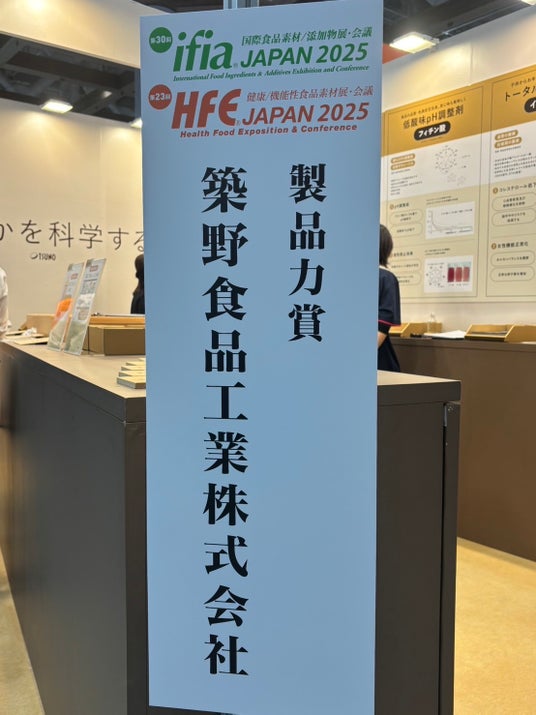 第30回 ifia JAPAN 2025
国際食品素材/添加物展・会議
International Food Ingredients & Additives Exhibition and Conference
第23回 HFE JAPAN 2025
健康/機能性食品素材展・会議
Health Food Exposition & Conference
製品力賞
築野食品工業株式会社
かを科学する
TSUNO
低酸味pH調整剤
フィチン酸
トータル